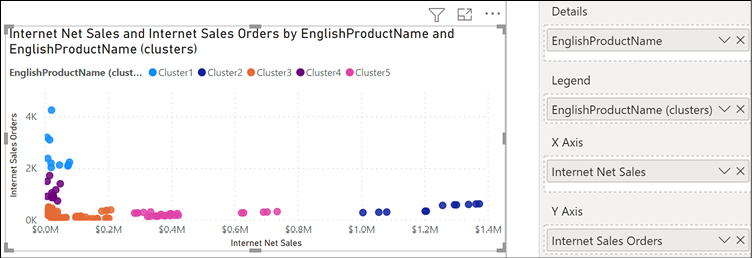 Internet Net Sales and Internet Sales Orders by EnglishProductName and
EnglishProductName (clusters)
EnglishProductName (clust... Cluster1 Cluster2 Cluster3 Cluster4 Cluster5
Internet Sales Orders
4K
2K
0K
$0.0M $0.2M $0.4M $0.6M $0.8M $1.0M $1.2M $1.4M
Internet Net Sales
Details
EnglishProductName
Legend
EnglishProductName (clusters)
X Axis
Internet Net Sales
Y Axis
Internet Sales Orders